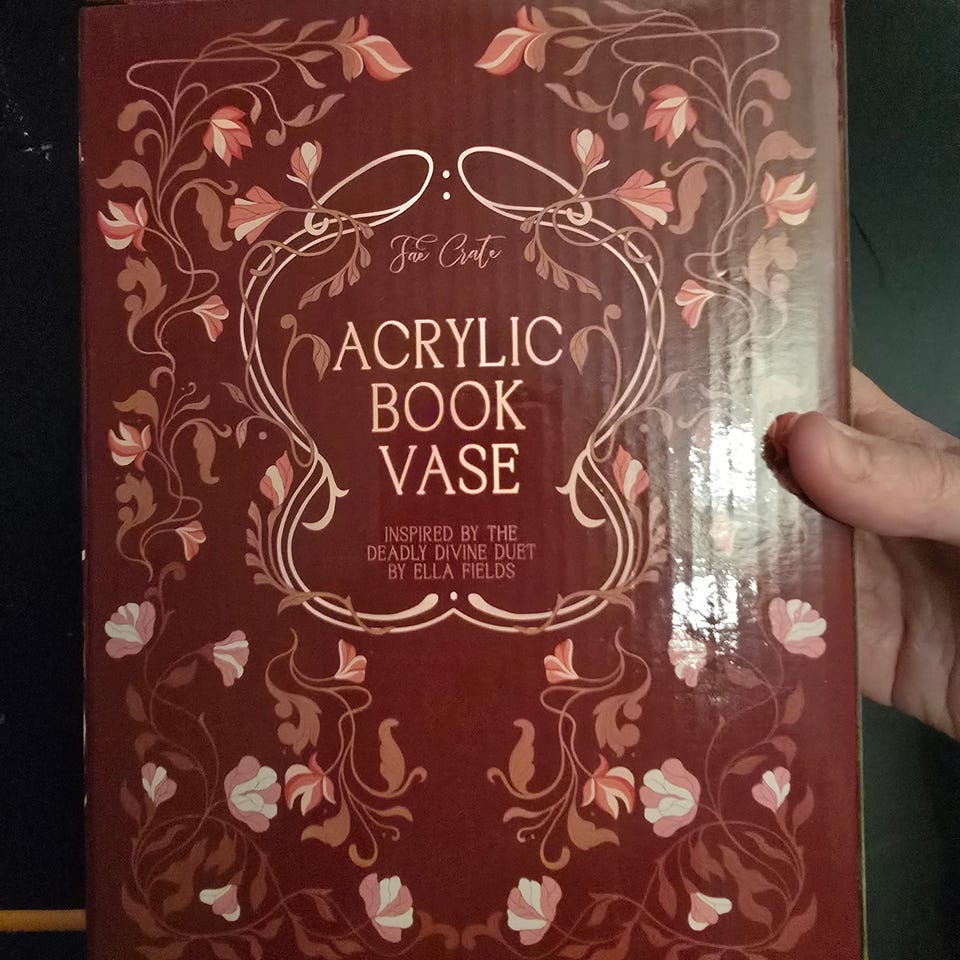 Fae Crate
ACRYLIC
BOOK
VASE
INSPIRED BY THE
DEADLY DIVINE DUET
BY ELLA FIELDS